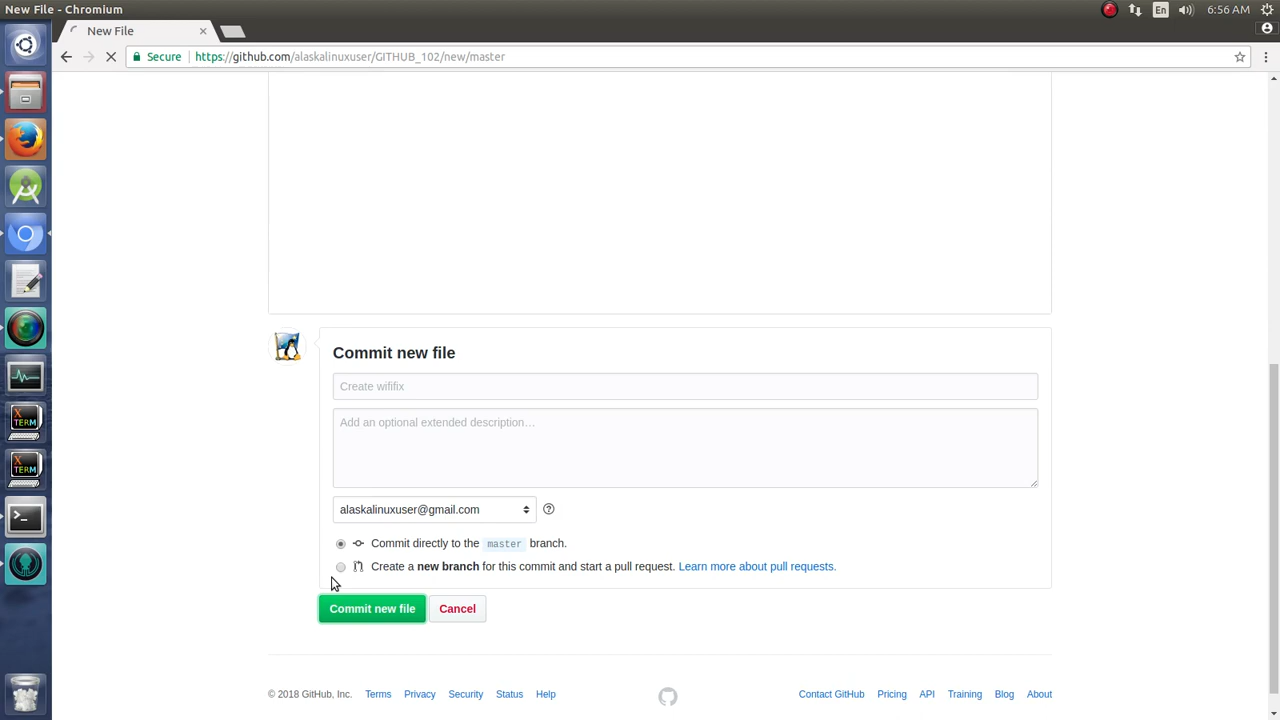 New File - Chromium
En
6:56 AM
New File
Secure
https://github.com/alaskalinuxuser/GITHUB_102/new/master
Commit new file
Create wififix
Add an optional extended description…
alaskalinuxuser@gmail.com
Commit directly to the master branch.
Create a new branch for this commit and start a pull request. Learn more about pull requests.
Commit new file
Cancel
X
TERM
X
TERM
© 2018 GitHub, Inc.
Terms
Privacy
Security
Status
Help
Contact GitHub
Pricing
API
Training
Blog
About